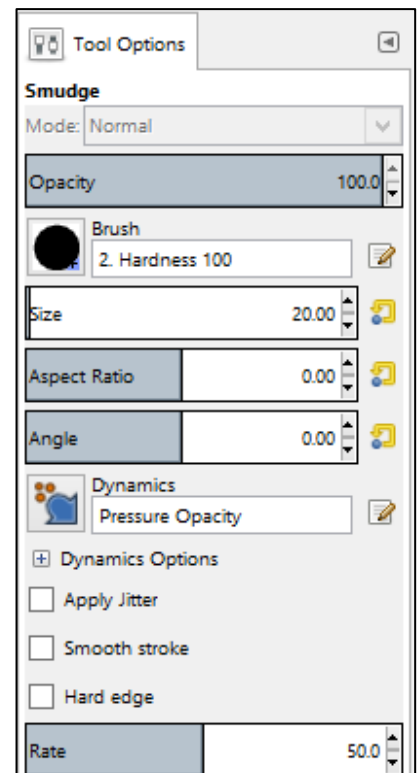 Tool Options
Smudge
Mode: Normal
Opacity 100.0
Brush
2. Hardness 100
Size 20.00
Aspect Ratio 0.00
Angle 0.00
Dynamics
Pressure Opacity
Dynamics Options
Apply Jitter
Smooth stroke
Hard edge
Rate 50.0